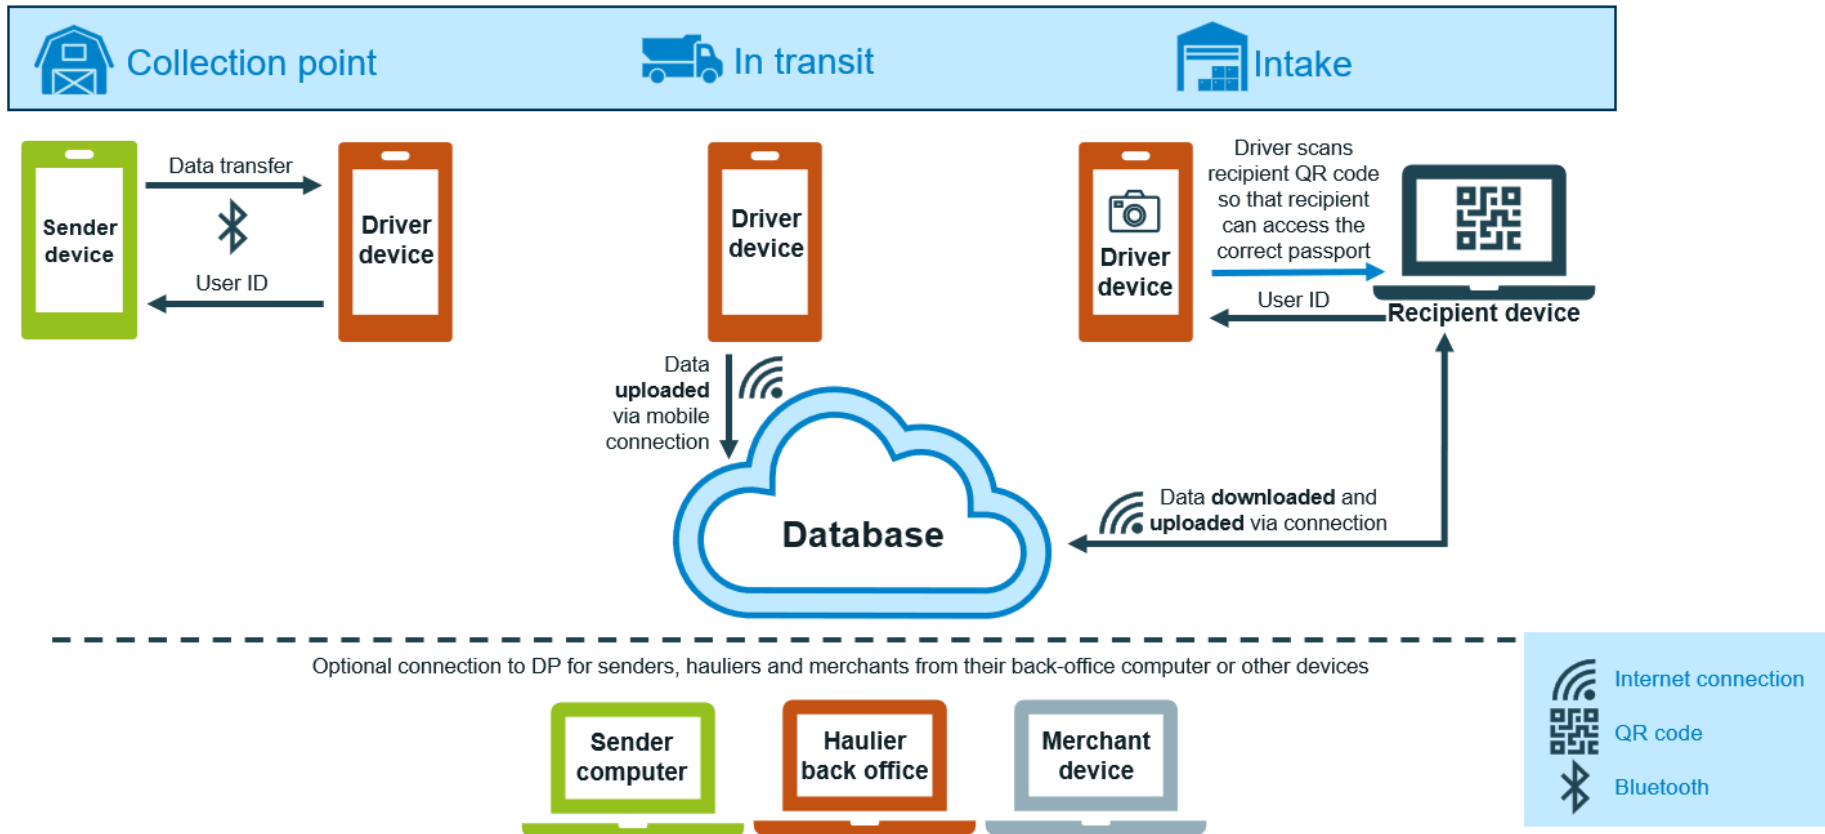 Collection point
In transit
Intake
Data transfer
Sender
device
User ID
Driver
device
Driver
device
Data
uploaded
via mobile
connection
Driver
device
Driver scans
recipient QR code
so that recipient
can access the
correct passport
User ID
Recipient device
Database
Data downloaded and
uploaded via connection
Optional connection to DP for senders, hauliers and merchants from their back-office computer or other devices
Sender
computer
Haulier
back office
Merchant
device
Internet connection
QR code
Bluetooth